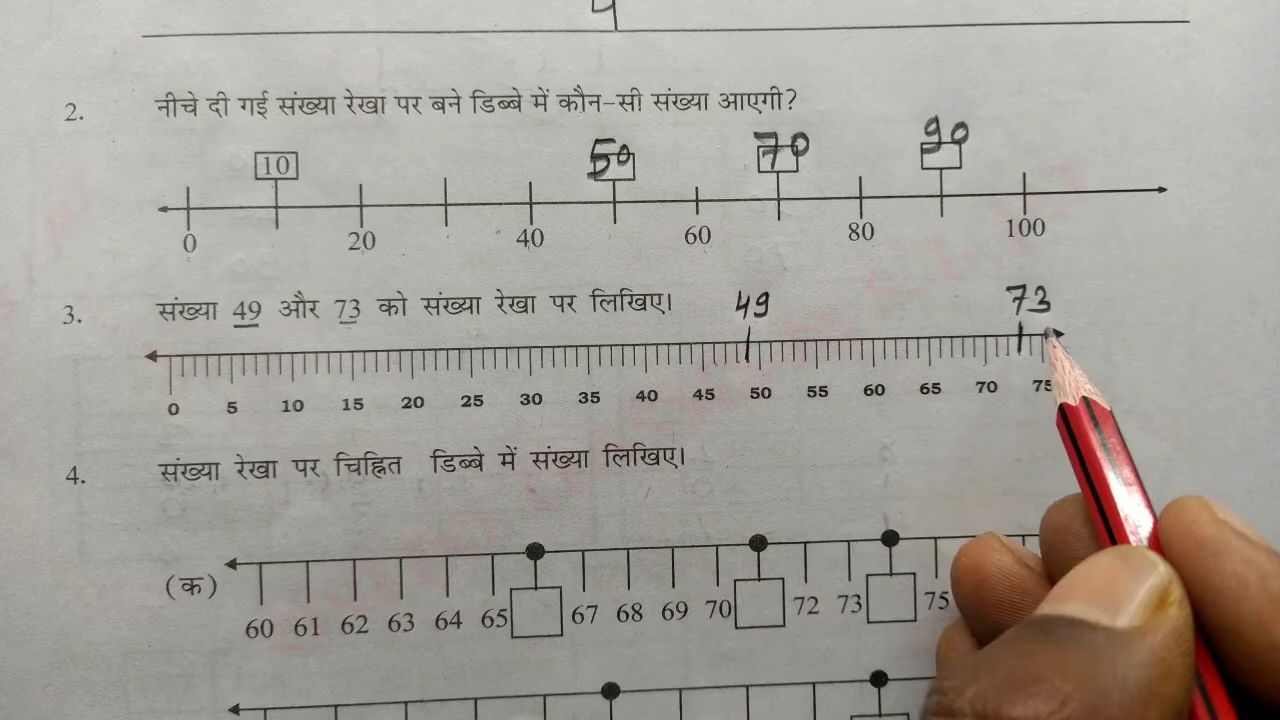 2. नीचे दी गई संख्या रेखा पर बने डिब्बे में कौन-सी संख्या आएगी?
10 50 70 90
0 20 40 60 80 100
3. संख्या 49 और 73 को संख्या रेखा पर लिखिए।
49 73
0 5 10 15 20 25 30 35 40 45 50 55 60 65 70 75
4. संख्या रेखा पर चिह्नित डिब्बे में संख्या लिखिए।
(क) 60 61 62 63 64 65 67 68 69 70 72 73 75